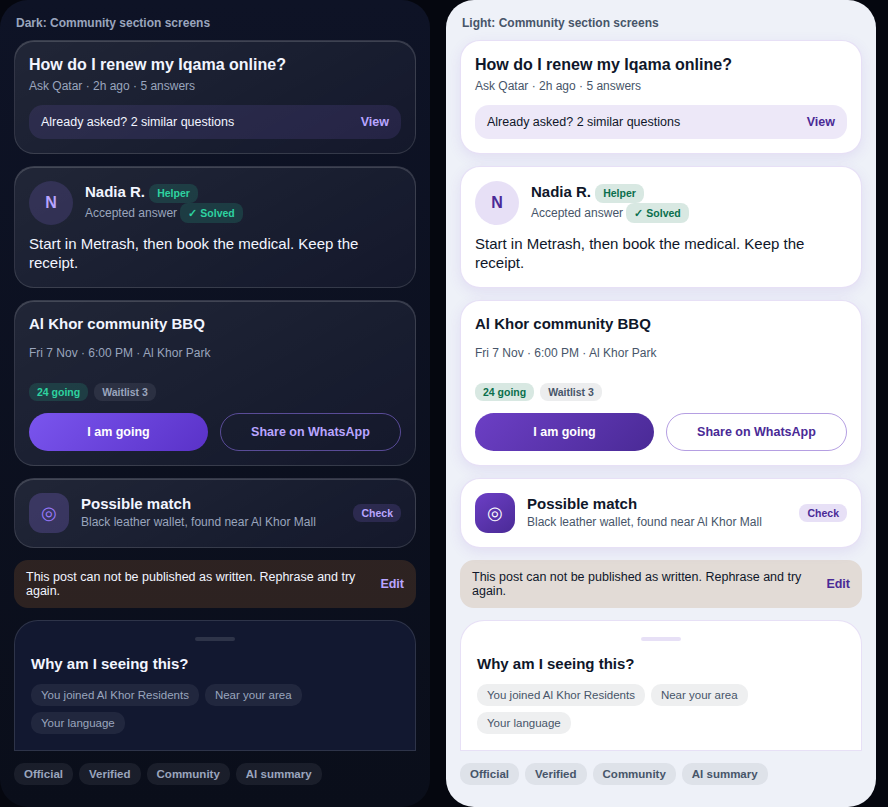 Dark: Community section screens
How do I renew my Iqama online?
Ask Qatar · 2h ago · 5 answers
Already asked? 2 similar questions View
N
Nadia R. Helper
Accepted answer ✓ Solved
Start in Metrash, then book the medical. Keep the
receipt.
Al Khor community BBQ
Fri 7 Nov · 6:00 PM · Al Khor Park
24 going Waitlist 3
I am going Share on WhatsApp
Possible match
Black leather wallet, found near Al Khor Mall
Check
This post can not be published as written. Rephrase and try
again.
Edit
Why am I seeing this?
You joined Al Khor Residents Near your area
Your language
Official Verified Community AI summary
Light: Community section screens
How do I renew my Iqama online?
Ask Qatar · 2h ago · 5 answers
Already asked? 2 similar questions View
N
Nadia R. Helper
Accepted answer ✓ Solved
Start in Metrash, then book the medical. Keep the
receipt.
Al Khor community BBQ
Fri 7 Nov · 6:00 PM · Al Khor Park
24 going Waitlist 3
I am going Share on WhatsApp
Possible match
Black leather wallet, found near Al Khor Mall
Check
This post can not be published as written. Rephrase and try
again.
Edit
Why am I seeing this?
You joined Al Khor Residents Near your area
Your language
Official Verified Community AI summary